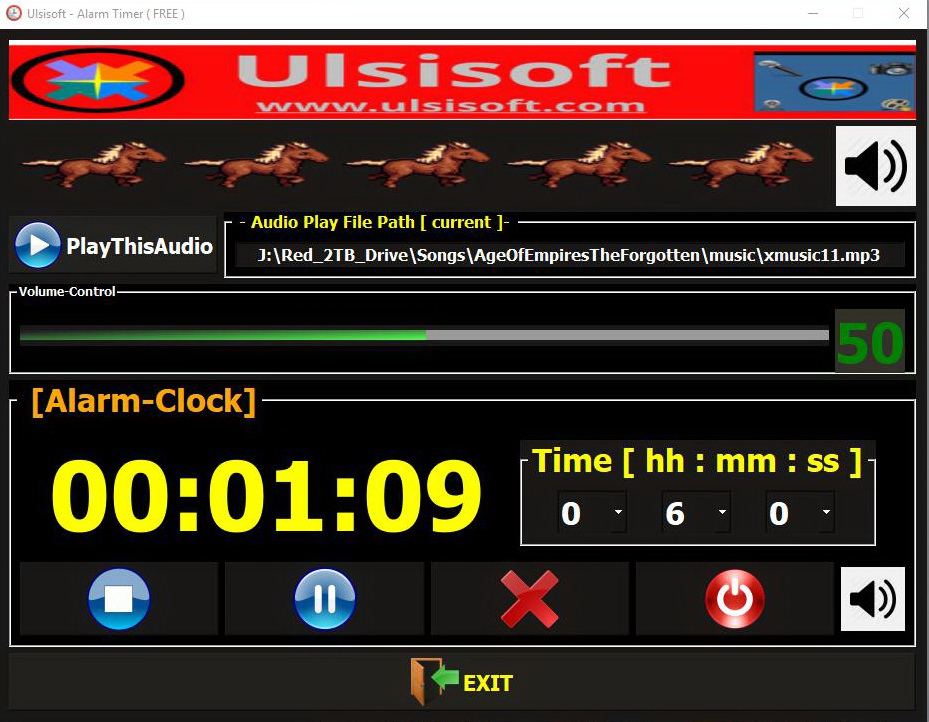 Ulsisoft - Alarm Timer ( FREE )
Ulsisoft
www.ulsisoft.com
PlayThisAudio
- Audio Play File Path [ current ]-
J:\Red_2TB_Drive\Songs\AgeOfEmpiresTheForgotten\music\xmusic11.mp3
Volume-Control
50
[Alarm-Clock]
00:01:09
Time [ hh : mm : ss ]
0 6 0
EXIT